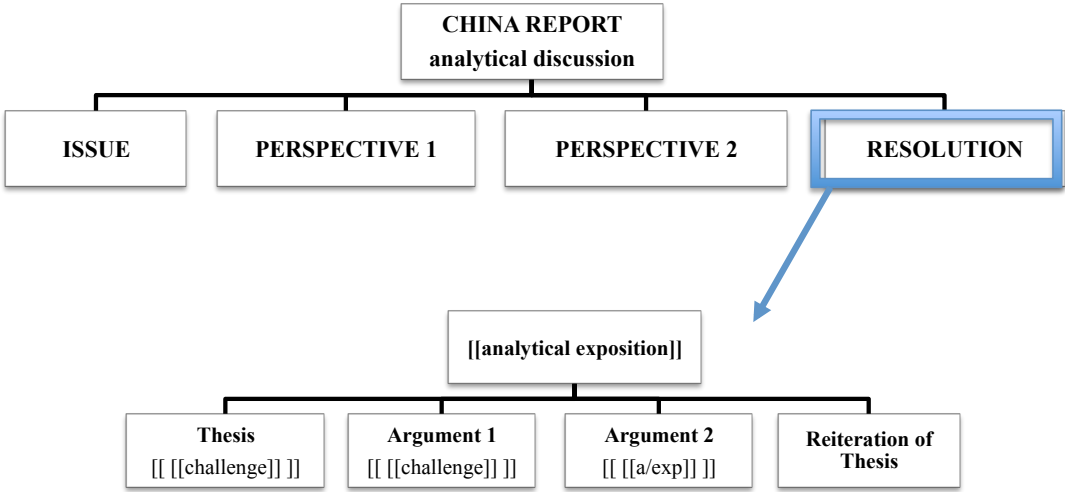 CHINA REPORT
analytical discussion
ISSUE
PERSPECTIVE 1
PERSPECTIVE 2
RESOLUTION
[[analytical exposition]]
Thesis
[[ [[challenge]] ]]
Argument 1
[[ [[challenge]] ]]
Argument 2
[[ [[a/exp]] ]]
Reiteration of
Thesis